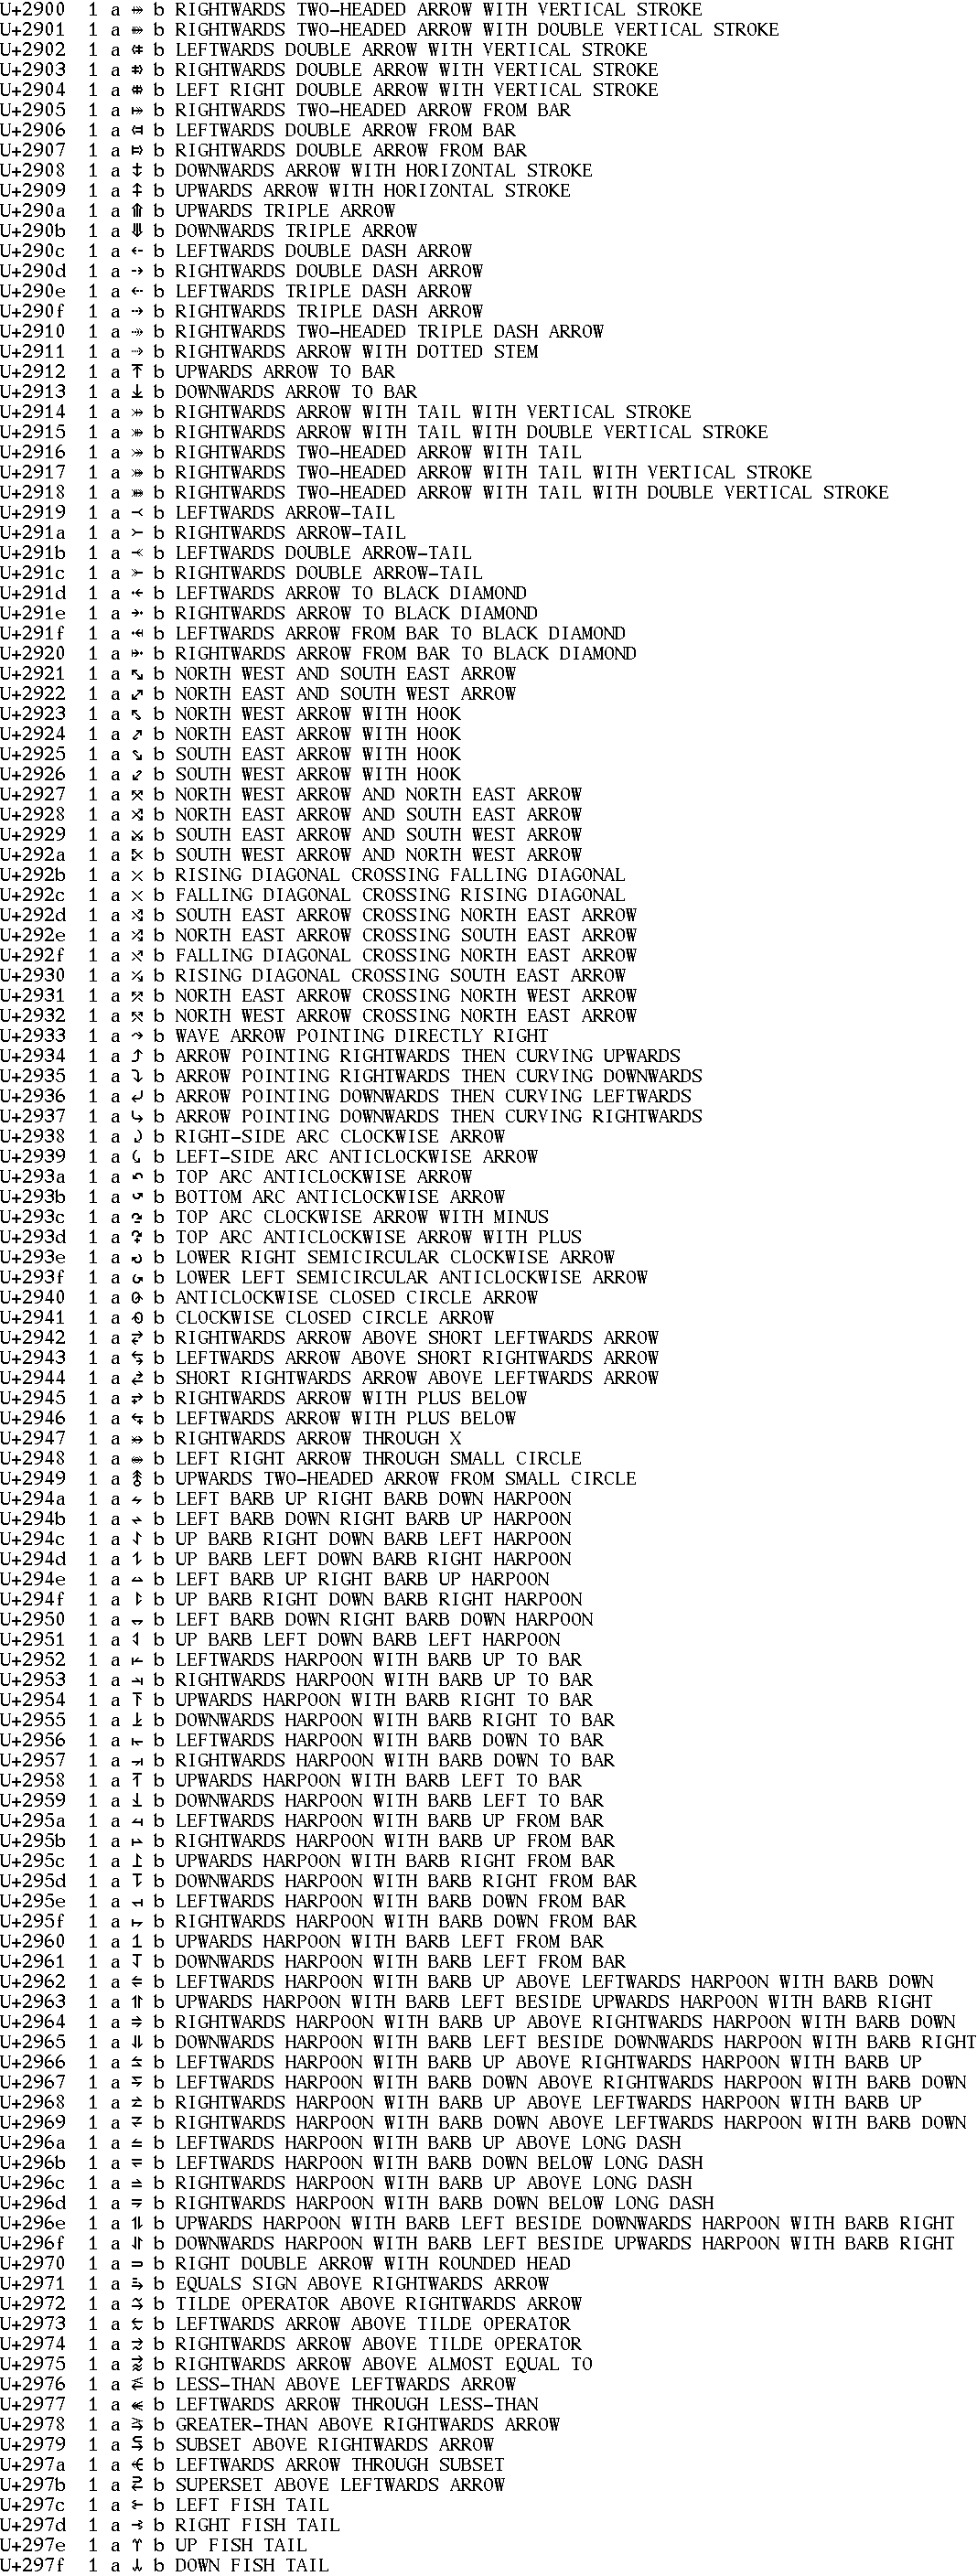 U+2900 1 a ⤀ b RIGHTWARDS TWO-HEADED ARROW WITH VERTICAL STROKE
U+2901 1 a ⤁ b RIGHTWARDS TWO-HEADED ARROW WITH DOUBLE VERTICAL STROKE
U+2902 1 a ⤂ b LEFTWARDS DOUBLE ARROW WITH VERTICAL STROKE
U+2903 1 a ⤃ b RIGHTWARDS DOUBLE ARROW WITH VERTICAL STROKE
U+2904 1 a ⤄ b LEFT RIGHT DOUBLE ARROW WITH VERTICAL STROKE
U+2905 1 a ⤅ b RIGHTWARDS TWO-HEADED ARROW FROM BAR
U+2906 1 a ⤆ b LEFTWARDS DOUBLE ARROW FROM BAR
U+2907 1 a ⤇ b RIGHTWARDS DOUBLE ARROW FROM BAR
U+2908 1 a ⤈ b DOWNWARDS ARROW WITH HORIZONTAL STROKE
U+2909 1 a ⤉ b UPWARDS ARROW WITH HORIZONTAL STROKE
U+290a 1 a ⤊ b UPWARDS TRIPLE ARROW
U+290b 1 a ⤋ b DOWNWARDS TRIPLE ARROW
U+290c 1 a ⤌ b LEFTWARDS DOUBLE DASH ARROW
U+290d 1 a ⤍ b RIGHTWARDS DOUBLE DASH ARROW
U+290e 1 a ⤎ b LEFTWARDS TRIPLE DASH ARROW
U+290f 1 a ⤏ b RIGHTWARDS TRIPLE DASH ARROW
U+2910 1 a ⤐ b RIGHTWARDS TWO-HEADED TRIPLE DASH ARROW
U+2911 1 a ⤑ b RIGHTWARDS ARROW WITH DOTTED STEM
U+2912 1 a ⤒ b UPWARDS ARROW TO BAR
U+2913 1 a ⤓ b DOWNWARDS ARROW TO BAR
U+2914 1 a ⤔ b RIGHTWARDS ARROW WITH TAIL WITH VERTICAL STROKE
U+2915 1 a ⤕ b RIGHTWARDS ARROW WITH TAIL WITH DOUBLE VERTICAL STROKE
U+2916 1 a ⤖ b RIGHTWARDS TWO-HEADED ARROW WITH TAIL
U+2917 1 a ⤗ b RIGHTWARDS TWO-HEADED ARROW WITH TAIL WITH VERTICAL STROKE
U+2918 1 a ⤘ b RIGHTWARDS TWO-HEADED ARROW WITH TAIL WITH DOUBLE VERTICAL STROKE
U+2919 1 a ⤙ b LEFTWARDS ARROW-TAIL
U+291a 1 a ⤚ b RIGHTWARDS ARROW-TAIL
U+291b 1 a ⤛ b LEFTWARDS DOUBLE ARROW-TAIL
U+291c 1 a ⤜ b RIGHTWARDS DOUBLE ARROW-TAIL
U+291d 1 a ⤝ b LEFTWARDS ARROW TO BLACK DIAMOND
U+291e 1 a ⤞ b RIGHTWARDS ARROW TO BLACK DIAMOND
U+291f 1 a ⤟ b LEFTWARDS ARROW FROM BAR TO BLACK DIAMOND
U+2920 1 a ⤠ b RIGHTWARDS ARROW FROM BAR TO BLACK DIAMOND
U+2921 1 a ⤡ b NORTH WEST AND SOUTH EAST ARROW
U+2922 1 a ⤢ b NORTH EAST AND SOUTH WEST ARROW
U+2923 1 a ⤣ b NORTH WEST ARROW WITH HOOK
U+2924 1 a ⤤ b NORTH EAST ARROW WITH HOOK
U+2925 1 a ⤥ b SOUTH EAST ARROW WITH HOOK
U+2926 1 a ⤦ b SOUTH WEST ARROW WITH HOOK
U+2927 1 a ⤧ b NORTH WEST ARROW AND NORTH EAST ARROW
U+2928 1 a ⤨ b NORTH EAST ARROW AND SOUTH EAST ARROW
U+2929 1 a ⤩ b SOUTH EAST ARROW AND SOUTH WEST ARROW
U+292a 1 a ⤪ b SOUTH WEST ARROW AND NORTH WEST ARROW
U+292b 1 a ⤫ b RISING DIAGONAL CROSSING FALLING DIAGONAL
U+292c 1 a ⤬ b FALLING DIAGONAL CROSSING RISING DIAGONAL
U+292d 1 a ⤭ b SOUTH EAST ARROW CROSSING NORTH EAST ARROW
U+292e 1 a ⤮ b NORTH EAST ARROW CROSSING SOUTH EAST ARROW
U+292f 1 a ⤯ b FALLING DIAGONAL CROSSING NORTH EAST ARROW
U+2930 1 a ⤰ b RISING DIAGONAL CROSSING SOUTH EAST ARROW
U+2931 1 a ⤱ b NORTH EAST ARROW CROSSING NORTH WEST ARROW
U+2932 1 a ⤲ b NORTH WEST ARROW CROSSING NORTH EAST ARROW
U+2933 1 a ⤳ b WAVE ARROW POINTING DIRECTLY RIGHT
U+2934 1 a ⤴ b ARROW POINTING RIGHTWARDS THEN CURVING UPWARDS
U+2935 1 a ⤵ b ARROW POINTING RIGHTWARDS THEN CURVING DOWNWARDS
U+2936 1 a ⤶ b ARROW POINTING DOWNWARDS THEN CURVING LEFTWARDS
U+2937 1 a ⤷ b ARROW POINTING DOWNWARDS THEN CURVING RIGHTWARDS
U+2938 1 a ⤸ b RIGHT-SIDE ARC CLOCKWISE ARROW
U+2939 1 a ⤹ b LEFT-SIDE ARC ANTICLOCKWISE ARROW
U+293a 1 a ⤺ b TOP ARC ANTICLOCKWISE ARROW
U+293b 1 a ⤻ b BOTTOM ARC ANTICLOCKWISE ARROW
U+293c 1 a ⤼ b TOP ARC CLOCKWISE ARROW WITH MINUS
U+293d 1 a ⤽ b TOP ARC ANTICLOCKWISE ARROW WITH PLUS
U+293e 1 a ⤾ b LOWER RIGHT SEMICIRCULAR CLOCKWISE ARROW
U+293f 1 a ⤿ b LOWER LEFT SEMICIRCULAR ANTICLOCKWISE ARROW
U+2940 1 a ⥀ b ANTICLOCKWISE CLOSED CIRCLE ARROW
U+2941 1 a ⥁ b CLOCKWISE CLOSED CIRCLE ARROW
U+2942 1 a ⥂ b RIGHTWARDS ARROW ABOVE SHORT LEFTWARDS ARROW
U+2943 1 a ⥃ b LEFTWARDS ARROW ABOVE SHORT RIGHTWARDS ARROW
U+2944 1 a ⥄ b SHORT RIGHTWARDS ARROW ABOVE LEFTWARDS ARROW
U+2945 1 a ⥅ b RIGHTWARDS ARROW WITH PLUS BELOW
U+2946 1 a ⥆ b LEFTWARDS ARROW WITH PLUS BELOW
U+2947 1 a ⥇ b RIGHTWARDS ARROW THROUGH X
U+2948 1 a ⥈ b LEFT RIGHT ARROW THROUGH SMALL CIRCLE
U+2949 1 a ⥉ b UPWARDS TWO-HEADED ARROW FROM SMALL CIRCLE
U+294a 1 a ⥊ b LEFT BARB UP RIGHT BARB DOWN HARPOON
U+294b 1 a ⥋ b LEFT BARB DOWN RIGHT BARB UP HARPOON
U+294c 1 a ⥌ b UP BARB RIGHT DOWN BARB LEFT HARPOON
U+294d 1 a ⥍ b UP BARB LEFT DOWN BARB RIGHT HARPOON
U+294e 1 a ⥎ b LEFT BARB UP RIGHT BARB UP HARPOON
U+294f 1 a ⥏ b UP BARB RIGHT DOWN BARB RIGHT HARPOON
U+2950 1 a ⥐ b LEFT BARB DOWN RIGHT BARB DOWN HARPOON
U+2951 1 a ⥑ b UP BARB LEFT DOWN BARB LEFT HARPOON
U+2952 1 a ⥒ b LEFTWARDS HARPOON WITH BARB UP TO BAR
U+2953 1 a ⥓ b RIGHTWARDS HARPOON WITH BARB UP TO BAR
U+2954 1 a ⥔ b UPWARDS HARPOON WITH BARB RIGHT TO BAR
U+2955 1 a ⥕ b DOWNWARDS HARPOON WITH BARB RIGHT TO BAR
U+2956 1 a ⥖ b LEFTWARDS HARPOON WITH BARB DOWN TO BAR
U+2957 1 a ⥗ b RIGHTWARDS HARPOON WITH BARB DOWN TO BAR
U+2958 1 a ⥘ b UPWARDS HARPOON WITH BARB LEFT TO BAR
U+2959 1 a ⥙ b DOWNWARDS HARPOON WITH BARB LEFT TO BAR
U+295a 1 a ⥚ b LEFTWARDS HARPOON WITH BARB UP FROM BAR
U+295b 1 a ⥛ b RIGHTWARDS HARPOON WITH BARB UP FROM BAR
U+295c 1 a ⥜ b UPWARDS HARPOON WITH BARB RIGHT FROM BAR
U+295d 1 a ⥝ b DOWNWARDS HARPOON WITH BARB RIGHT FROM BAR
U+295e 1 a ⥞ b LEFTWARDS HARPOON WITH BARB DOWN FROM BAR
U+295f 1 a ⥟ b RIGHTWARDS HARPOON WITH BARB DOWN FROM BAR
U+2960 1 a ⥠ b UPWARDS HARPOON WITH BARB LEFT FROM BAR
U+2961 1 a ⥡ b DOWNWARDS HARPOON WITH BARB LEFT FROM BAR
U+2962 1 a ⥢ b LEFTWARDS HARPOON WITH BARB UP ABOVE LEFTWARDS HARPOON WITH BARB DOWN
U+2963 1 a ⥣ b UPWARDS HARPOON WITH BARB LEFT BESIDE UPWARDS HARPOON WITH BARB RIGHT
U+2964 1 a ⥤ b RIGHTWARDS HARPOON WITH BARB UP ABOVE RIGHTWARDS HARPOON WITH BARB DOWN
U+2965 1 a ⥥ b DOWNWARDS HARPOON WITH BARB LEFT BESIDE DOWNWARDS HARPOON WITH BARB RIGHT
U+2966 1 a ⥦ b LEFTWARDS HARPOON WITH BARB UP ABOVE RIGHTWARDS HARPOON WITH BARB UP
U+2967 1 a ⥧ b LEFTWARDS HARPOON WITH BARB DOWN ABOVE RIGHTWARDS HARPOON WITH BARB DOWN
U+2968 1 a ⥨ b RIGHTWARDS HARPOON WITH BARB UP ABOVE LEFTWARDS HARPOON WITH BARB UP
U+2969 1 a ⥩ b RIGHTWARDS HARPOON WITH BARB DOWN ABOVE LEFTWARDS HARPOON WITH BARB DOWN
U+296a 1 a ⥪ b LEFTWARDS HARPOON WITH BARB UP ABOVE LONG DASH
U+296b 1 a ⥫ b LEFTWARDS HARPOON WITH BARB DOWN BELOW LONG DASH
U+296c 1 a ⥬ b RIGHTWARDS HARPOON WITH BARB UP ABOVE LONG DASH
U+296d 1 a ⥭ b RIGHTWARDS HARPOON WITH BARB DOWN BELOW LONG DASH
U+296e 1 a ⥮ b UPWARDS HARPOON WITH BARB LEFT BESIDE DOWNWARDS HARPOON WITH BARB RIGHT
U+296f 1 a ⥯ b DOWNWARDS HARPOON WITH BARB LEFT BESIDE UPWARDS HARPOON WITH BARB RIGHT
U+2970 1 a ⥰ b RIGHT DOUBLE ARROW WITH ROUNDED HEAD
U+2971 1 a ⥱ b EQUALS SIGN ABOVE RIGHTWARDS ARROW
U+2972 1 a ⥲ b TILDE OPERATOR ABOVE RIGHTWARDS ARROW
U+2973 1 a ⥳ b LEFTWARDS ARROW ABOVE TILDE OPERATOR
U+2974 1 a ⥴ b RIGHTWARDS ARROW ABOVE TILDE OPERATOR
U+2975 1 a ⥵ b RIGHTWARDS ARROW ABOVE ALMOST EQUAL TO
U+2976 1 a ⥶ b LESS-THAN ABOVE LEFTWARDS ARROW
U+2977 1 a ⥷ b LEFTWARDS ARROW THROUGH LESS-THAN
U+2978 1 a ⥸ b GREATER-THAN ABOVE RIGHTWARDS ARROW
U+2979 1 a ⥹ b SUBSET ABOVE RIGHTWARDS ARROW
U+297a 1 a ⥺ b LEFTWARDS ARROW THROUGH SUBSET
U+297b 1 a ⥻ b SUPERSET ABOVE LEFTWARDS ARROW
U+297c 1 a ⥼ b LEFT FISH TAIL
U+297d 1 a ⥽ b RIGHT FISH TAIL
U+297e 1 a ⥾ b UP FISH TAIL
U+297f 1 a ⥿ b DOWN FISH TAIL